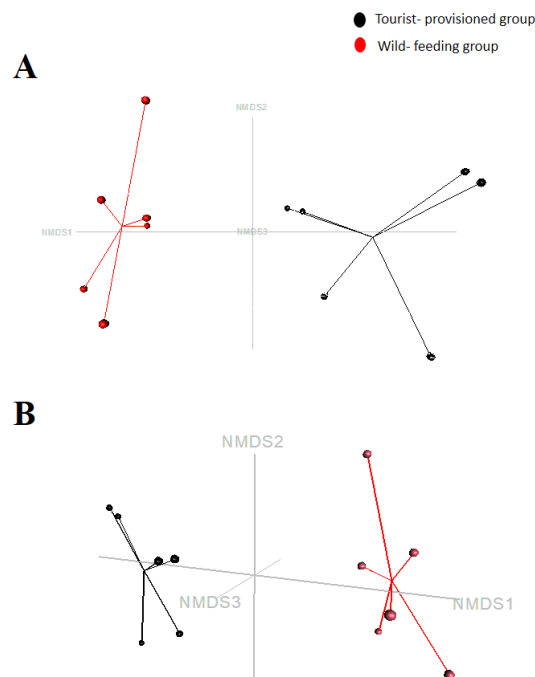 Tourist- provisioned group
Wild- feeding group
A
NMDS2
NMDS1
NMDS3
B
NMDS2
NMDS3
NMDS1